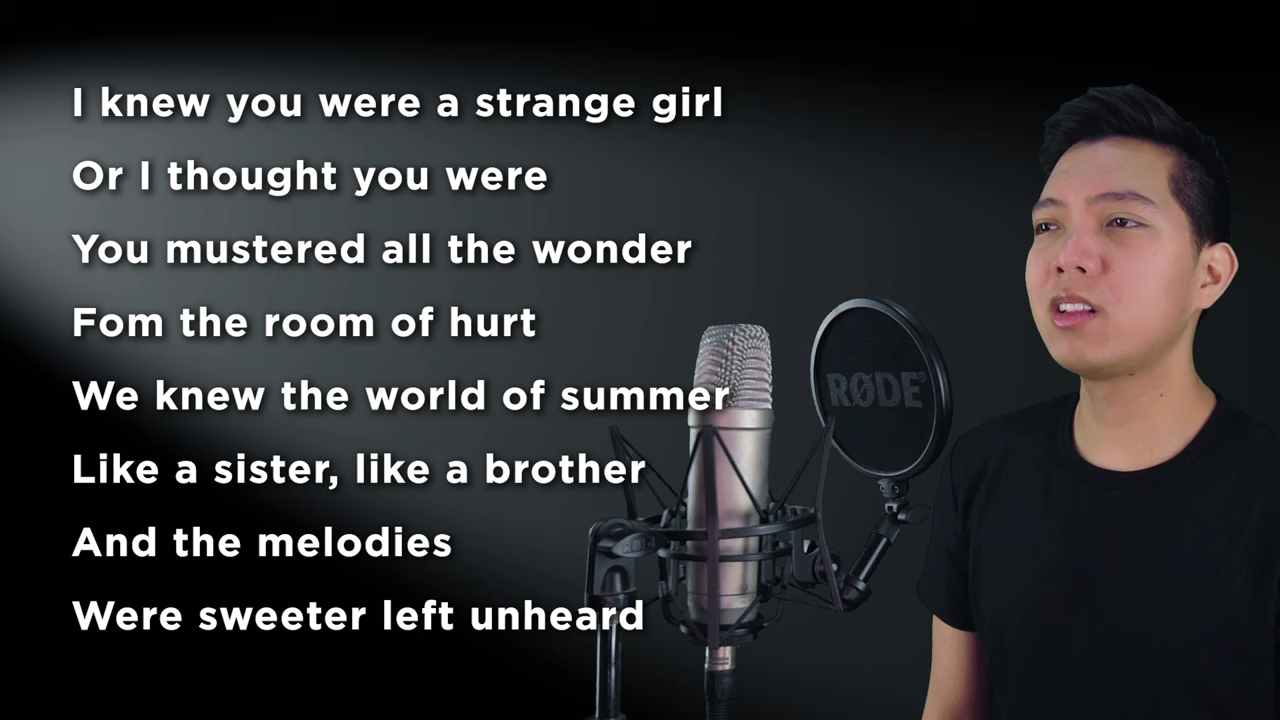 I knew you were a strange girl
Or I thought you were
You mustered all the wonder
Fom the room of hurt
We knew the world of summer
Like a sister, like a brother
And the melodies
Were sweeter left unheard
RØDE